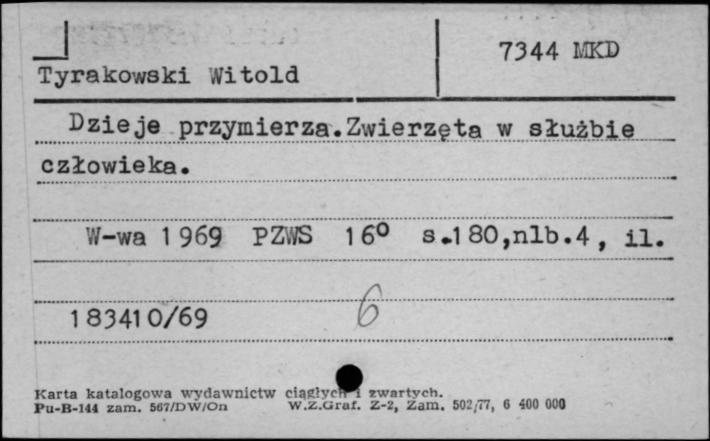 7344 MKD
Tyrakowski Witold
Dzieje przymierza.Zwierzęta w służbie
człowieka.
W-wa 1969 PZWS 16° s.180,nlb.4, il.
183410/69 6
Karta katalogowa wydawnictw ciągłych i zwartych.
Pu-B-144 zam. 567/DW/On W.Z.Graf. Z-2, Zam. 502/77, 6 400 000